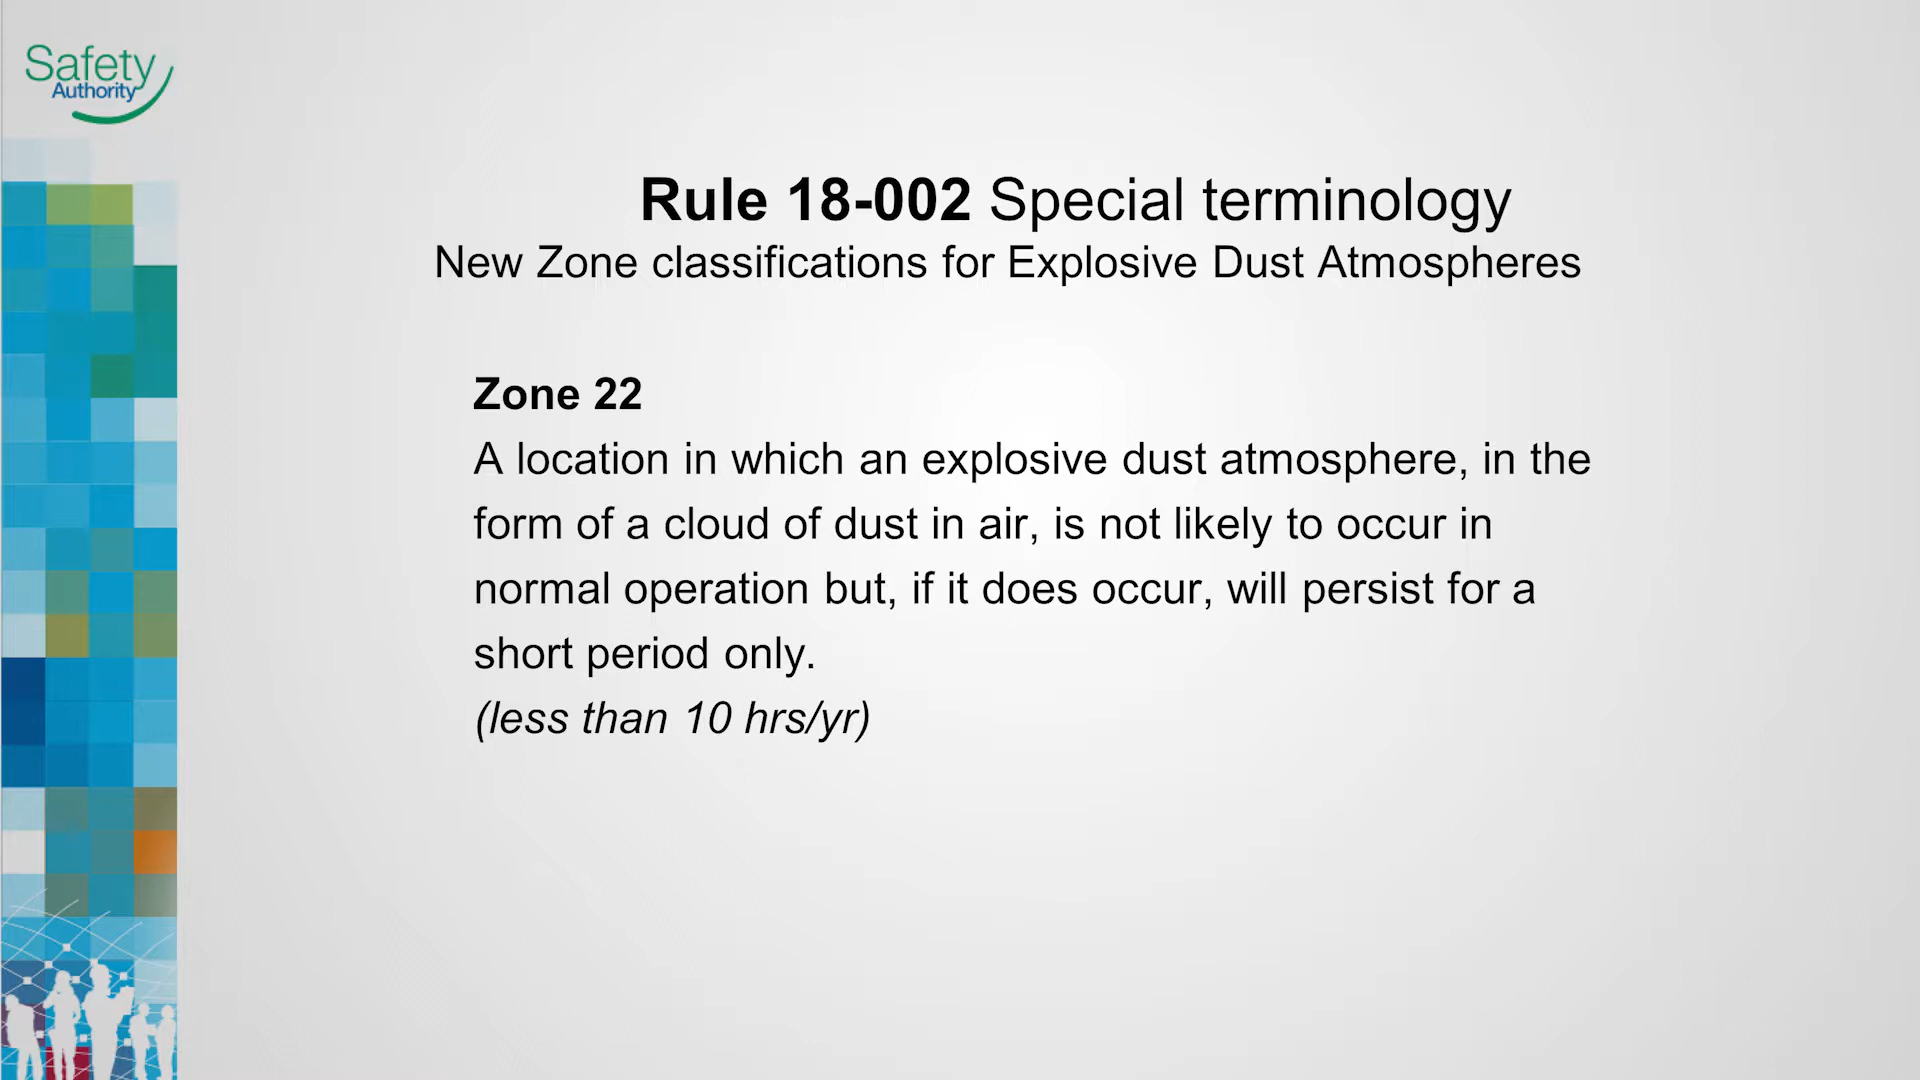 Safety
Authority
Rule 18-002 Special terminology
New Zone classifications for Explosive Dust Atmospheres
Zone 22
A location in which an explosive dust atmosphere, in the
form of a cloud of dust in air, is not likely to occur in
normal operation but, if it does occur, will persist for a
short period only.
(less than 10 hrs/yr)